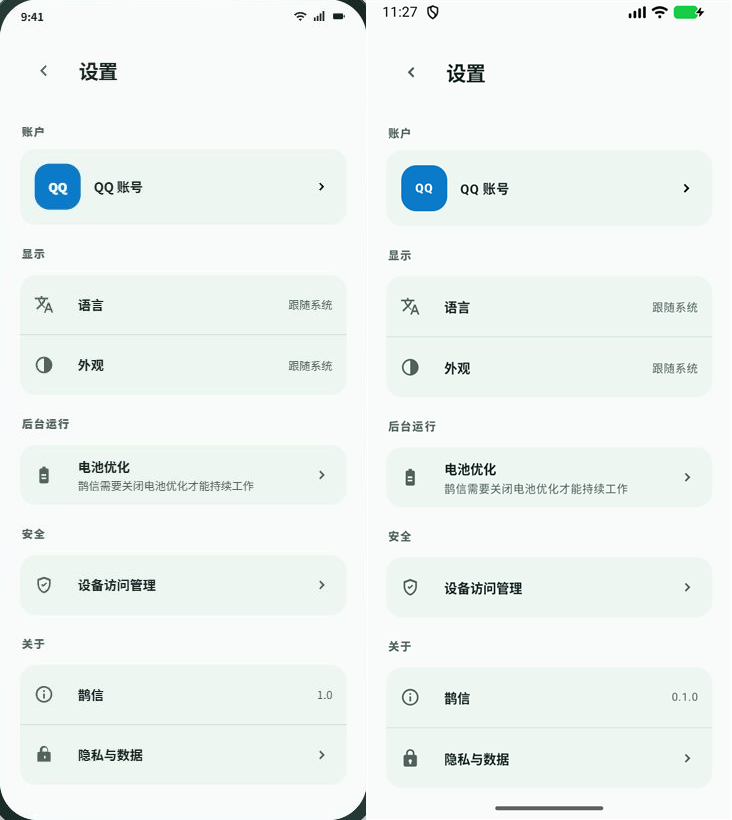 9:41
设置
账户
QQ QQ 账号
显示
语言 跟随系统
外观 跟随系统
后台运行
电池优化
鹊信需要关闭电池优化才能持续工作
安全
设备访问管理
关于
鹊信 1.0
隐私与数据
11:27
设置
账户
QQ QQ 账号
显示
语言 跟随系统
外观 跟随系统
后台运行
电池优化
鹊信需要关闭电池优化才能持续工作
安全
设备访问管理
关于
鹊信 0.1.0
隐私与数据